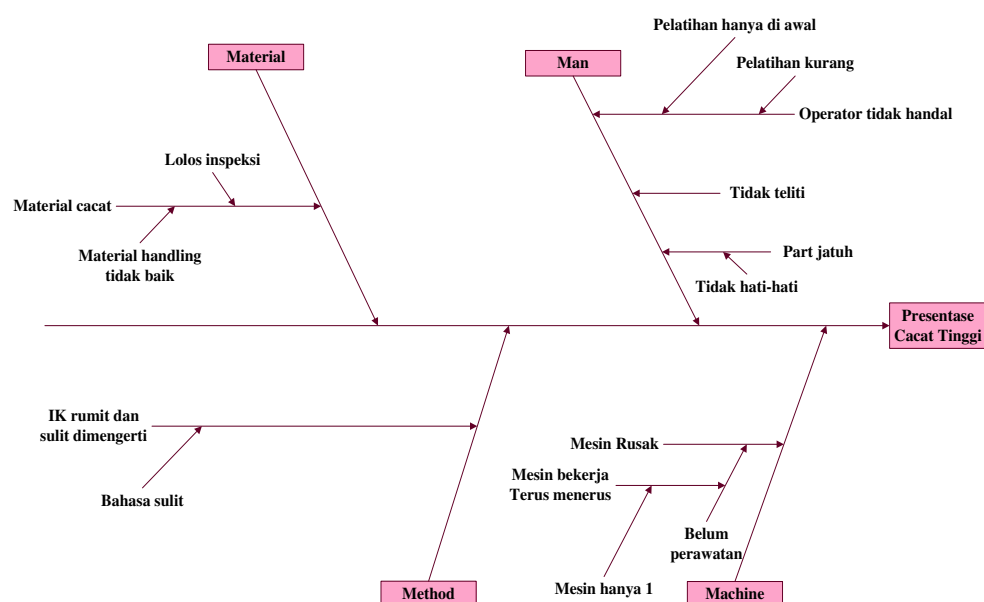 Pelatihan hanya di awal
Material
Man
Pelatihan kurang
Operator tidak handal
Lolos inspeksi
Tidak teliti
Material cacat
Material handling
tidak baik
Part jatuh
Tidak hati-hati
Presentase
Cacat Tinggi
IK rumit dan
sulit dimengerti
Mesin Rusak
Mesin bekerja
Terus menerus
Bahasa sulit
Belum
perawatan
Mesin hanya 1
Method
Machine